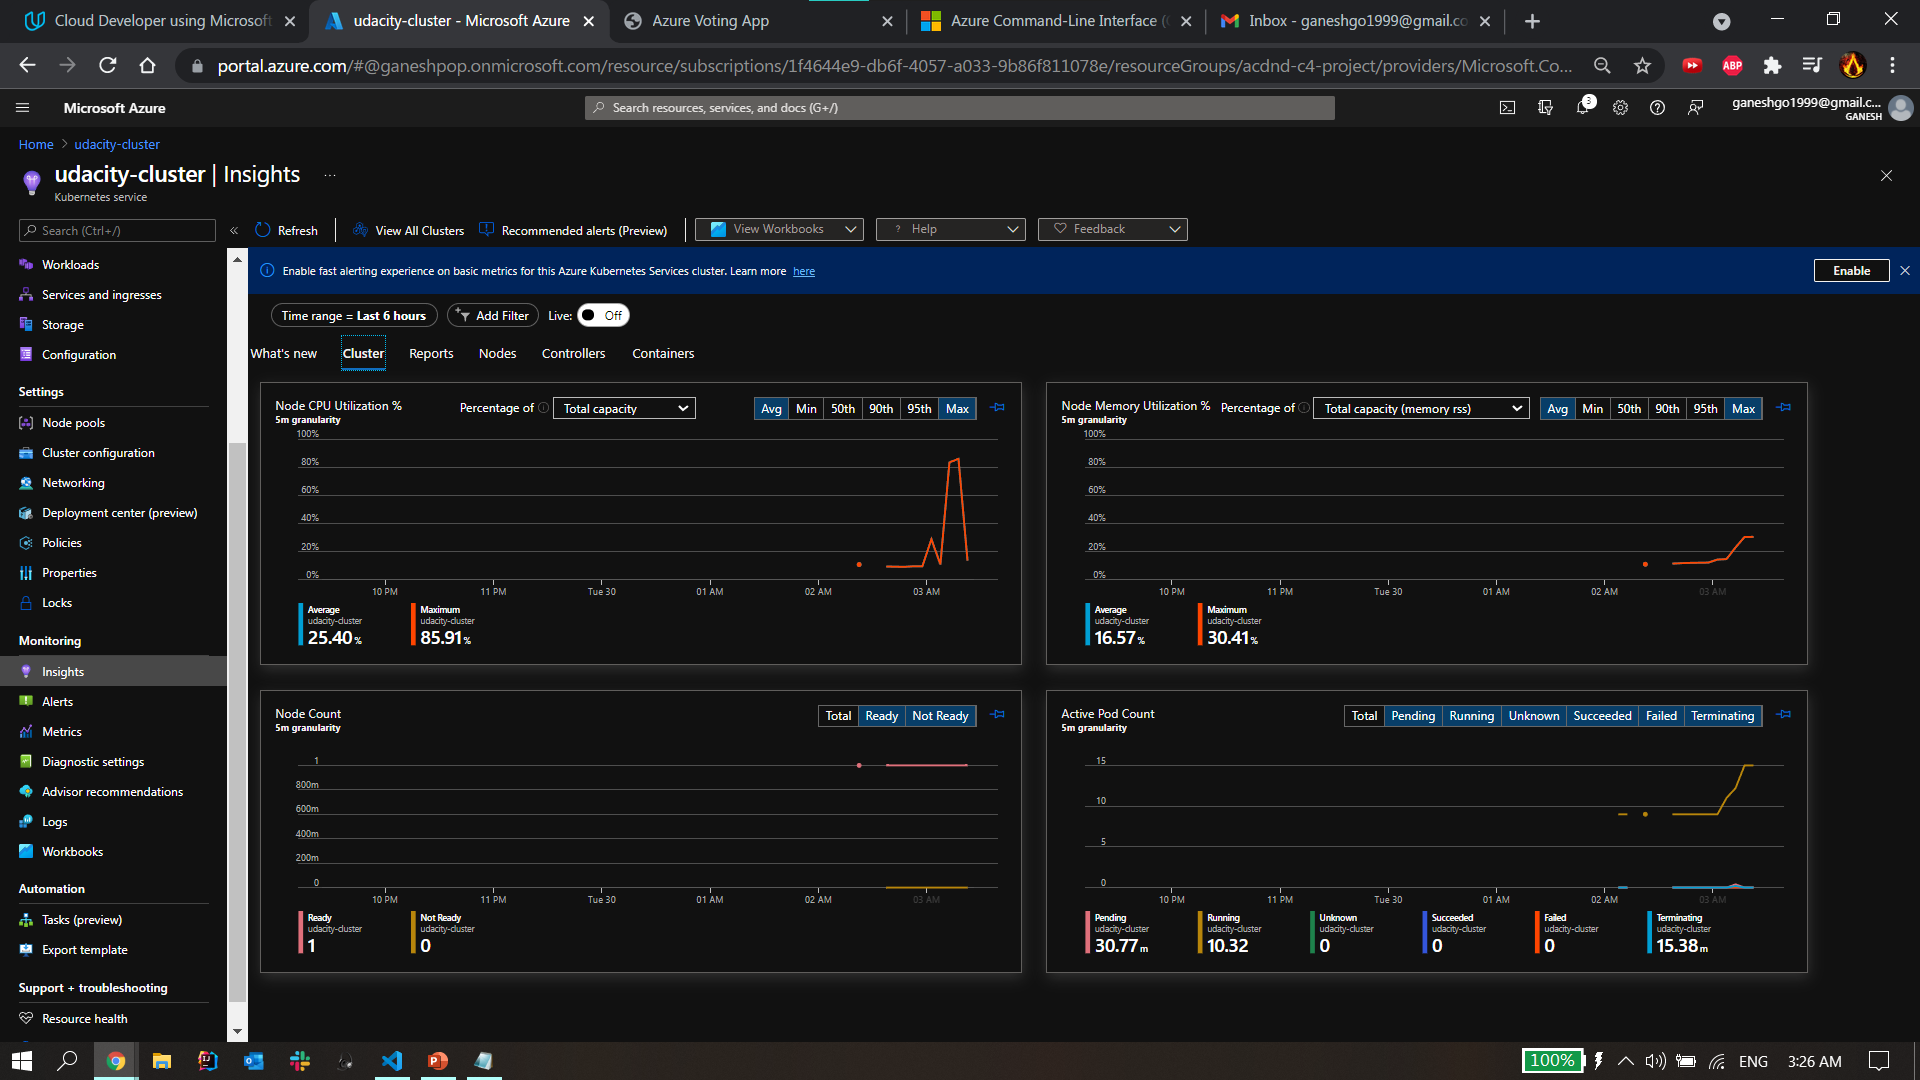 Cloud Developer using Microsoft
udacity-cluster - Microsoft Azure
Azure Voting App
Azure Command-Line Interface (
Inbox - ganeshgo1999@gmail.co
portal.azure.com/#@ganeshpop.onmicrosoft.com/resource/subscriptions/1f4644e9-db6f-4057-a033-9b86f811078e/resourceGroups/acdnd-c4-project/providers/Microsoft.Co...
ABP
Microsoft Azure
Search resources, services, and docs (G+/)
3
ganeshgo1999@gmail.c...
GANESH
Home > udacity-cluster
udacity-cluster | Insights ...
Kubernetes service
Search (Ctrl+/)
«
Refresh
View All Clusters
Recommended alerts (Preview)
View Workbooks
? Help
Feedback
Enable fast alerting experience on basic metrics for this Azure Kubernetes Services cluster. Learn more here
Enable
Time range = Last 6 hours
Add Filter
Live: Off
What's new
Cluster
Reports
Nodes
Controllers
Containers
Workloads
Services and ingresses
Storage
Configuration
Settings
Node pools
Cluster configuration
Networking
Deployment center (preview)
Policies
Properties
Locks
Monitoring
Insights
Alerts
Metrics
Diagnostic settings
Advisor recommendations
Logs
Workbooks
Automation
Tasks (preview)
Export template
Support + troubleshooting
Resource health
Node CPU Utilization %
5m granularity
Percentage of
Total capacity
Avg Min 50th 90th 95th Max
100%
80%
60%
40%
20%
0%
10 PM 11 PM Tue 30 01 AM 02 AM 03 AM
Average
udacity-cluster
25.40 %
Maximum
udacity-cluster
85.91 %
Node Memory Utilization %
5m granularity
Percentage of
Total capacity (memory rss)
Avg Min 50th 90th 95th Max
100%
80%
60%
40%
20%
0%
10 PM 11 PM Tue 30 01 AM 02 AM 03 AM
Average
udacity-cluster
16.57 %
Maximum
udacity-cluster
30.41 %
Node Count
5m granularity
Total Ready Not Ready
1
800m
600m
400m
200m
0
10 PM 11 PM Tue 30 01 AM 02 AM 03 AM
Ready
udacity-cluster
1
Not Ready
udacity-cluster
0
Active Pod Count
5m granularity
Total Pending Running Unknown Succeeded Failed Terminating
15
10
5
0
10 PM 11 PM Tue 30 01 AM 02 AM 03 AM
Pending
udacity-cluster
30.77 m
Running
udacity-cluster
10.32
Unknown
udacity-cluster
0
Succeeded
udacity-cluster
0
Failed
udacity-cluster
0
Terminating
udacity-cluster
15.38 m
100%
ENG
3:26 AM